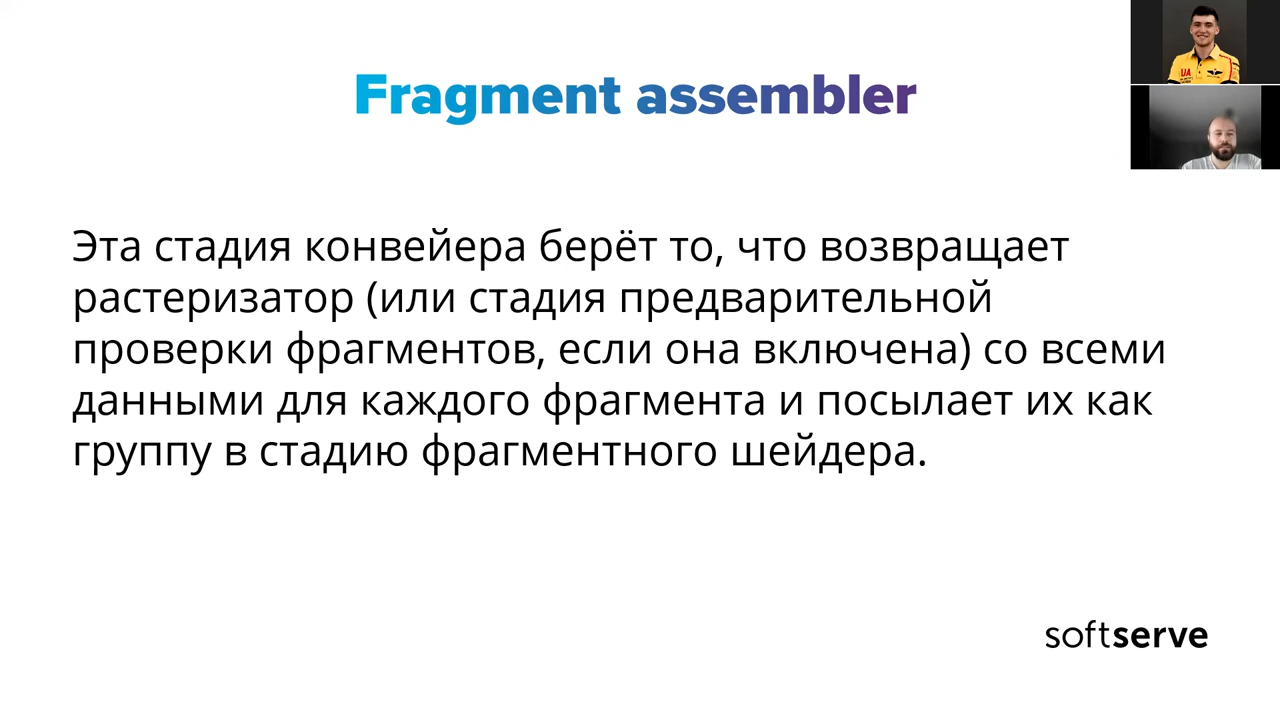 Fragment assembler
Эта стадия конвейера берёт то, что возвращает
растеризатор (или стадия предварительной
проверки фрагментов, если она включена) со всеми
данными для каждого фрагмента и посылает их как
группу в стадию фрагментного шейдера.
softserve
UA